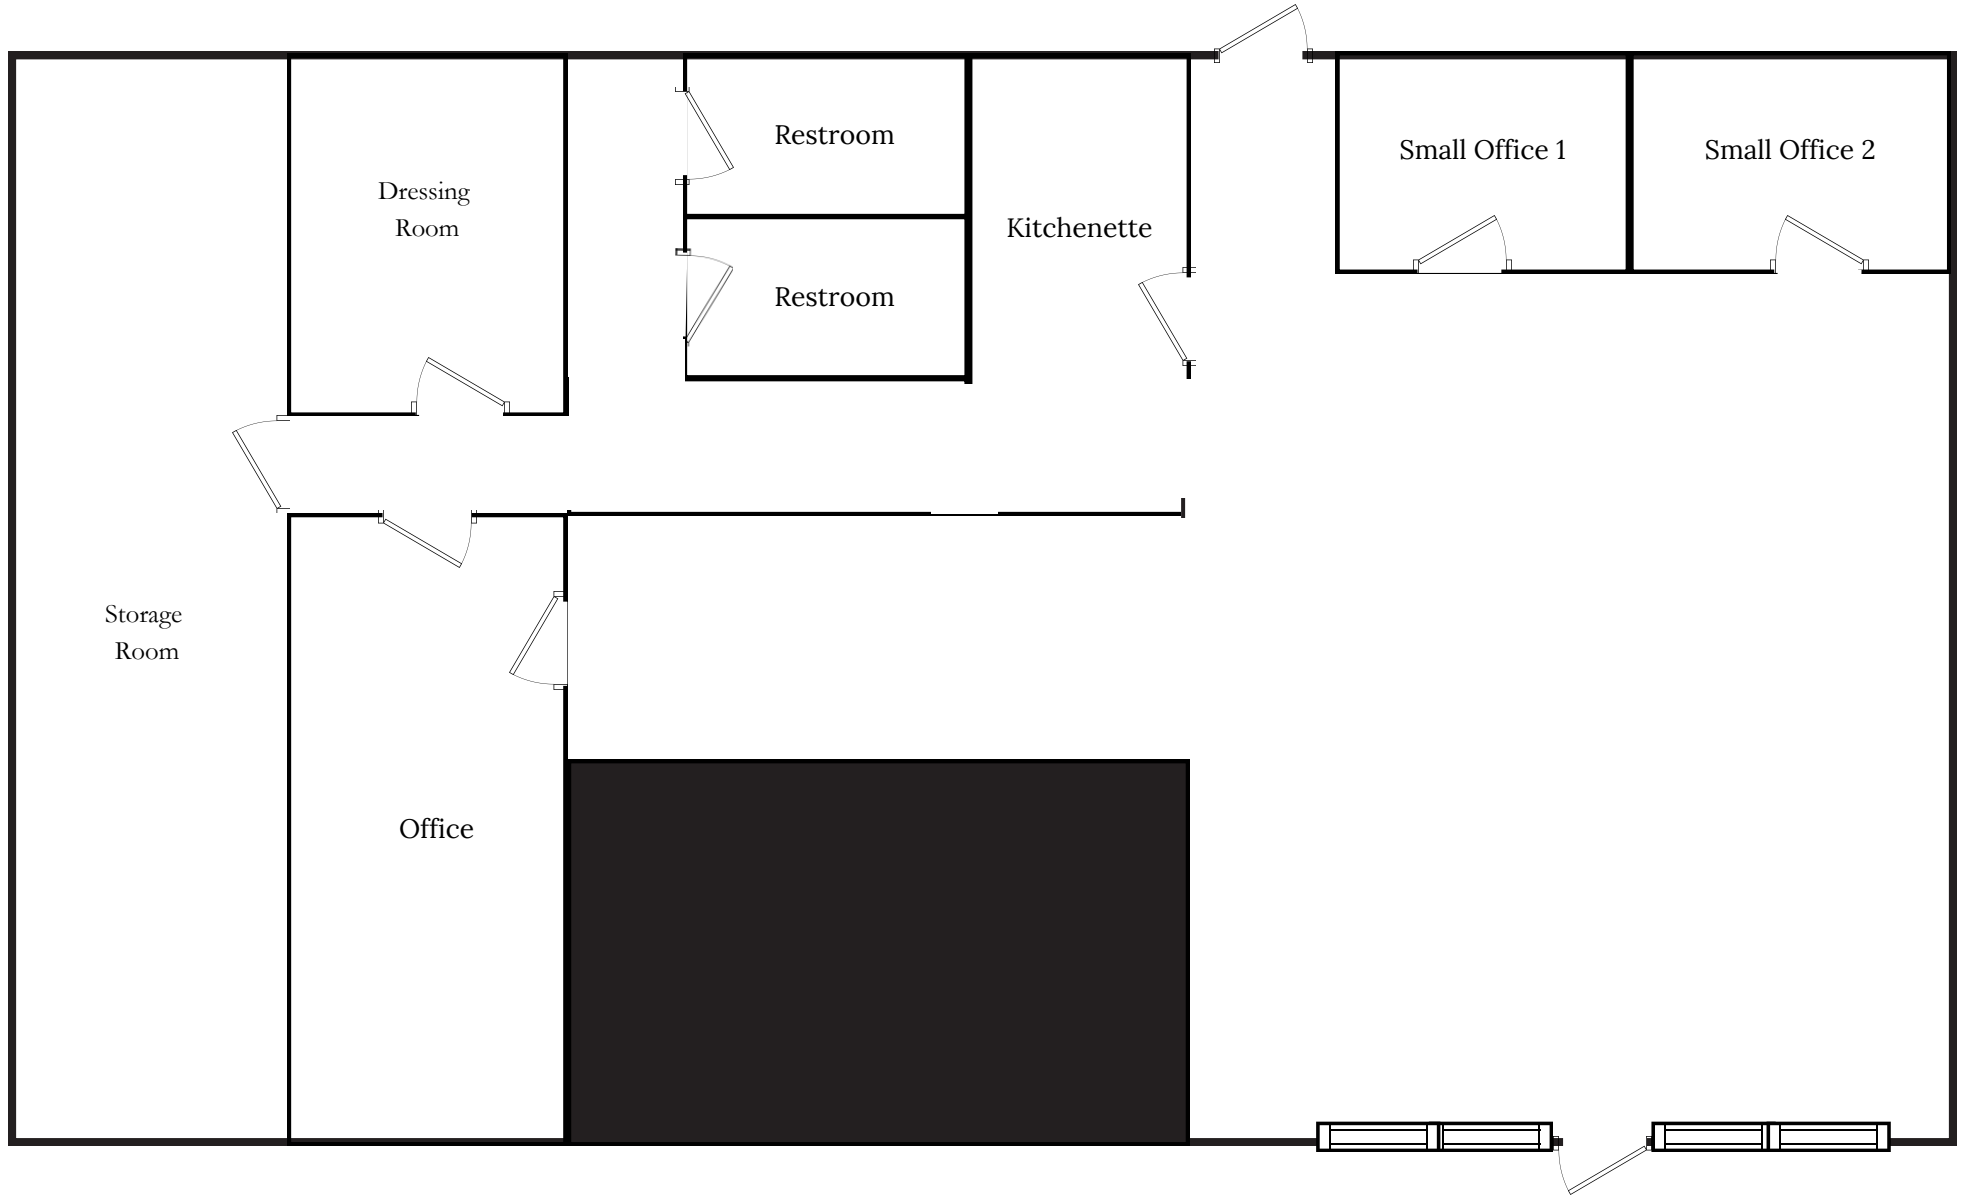 Restroom
Small Office 1
Small Office 2
Dressing
Room
Kitchenette
Restroom
Storage
Room
Office